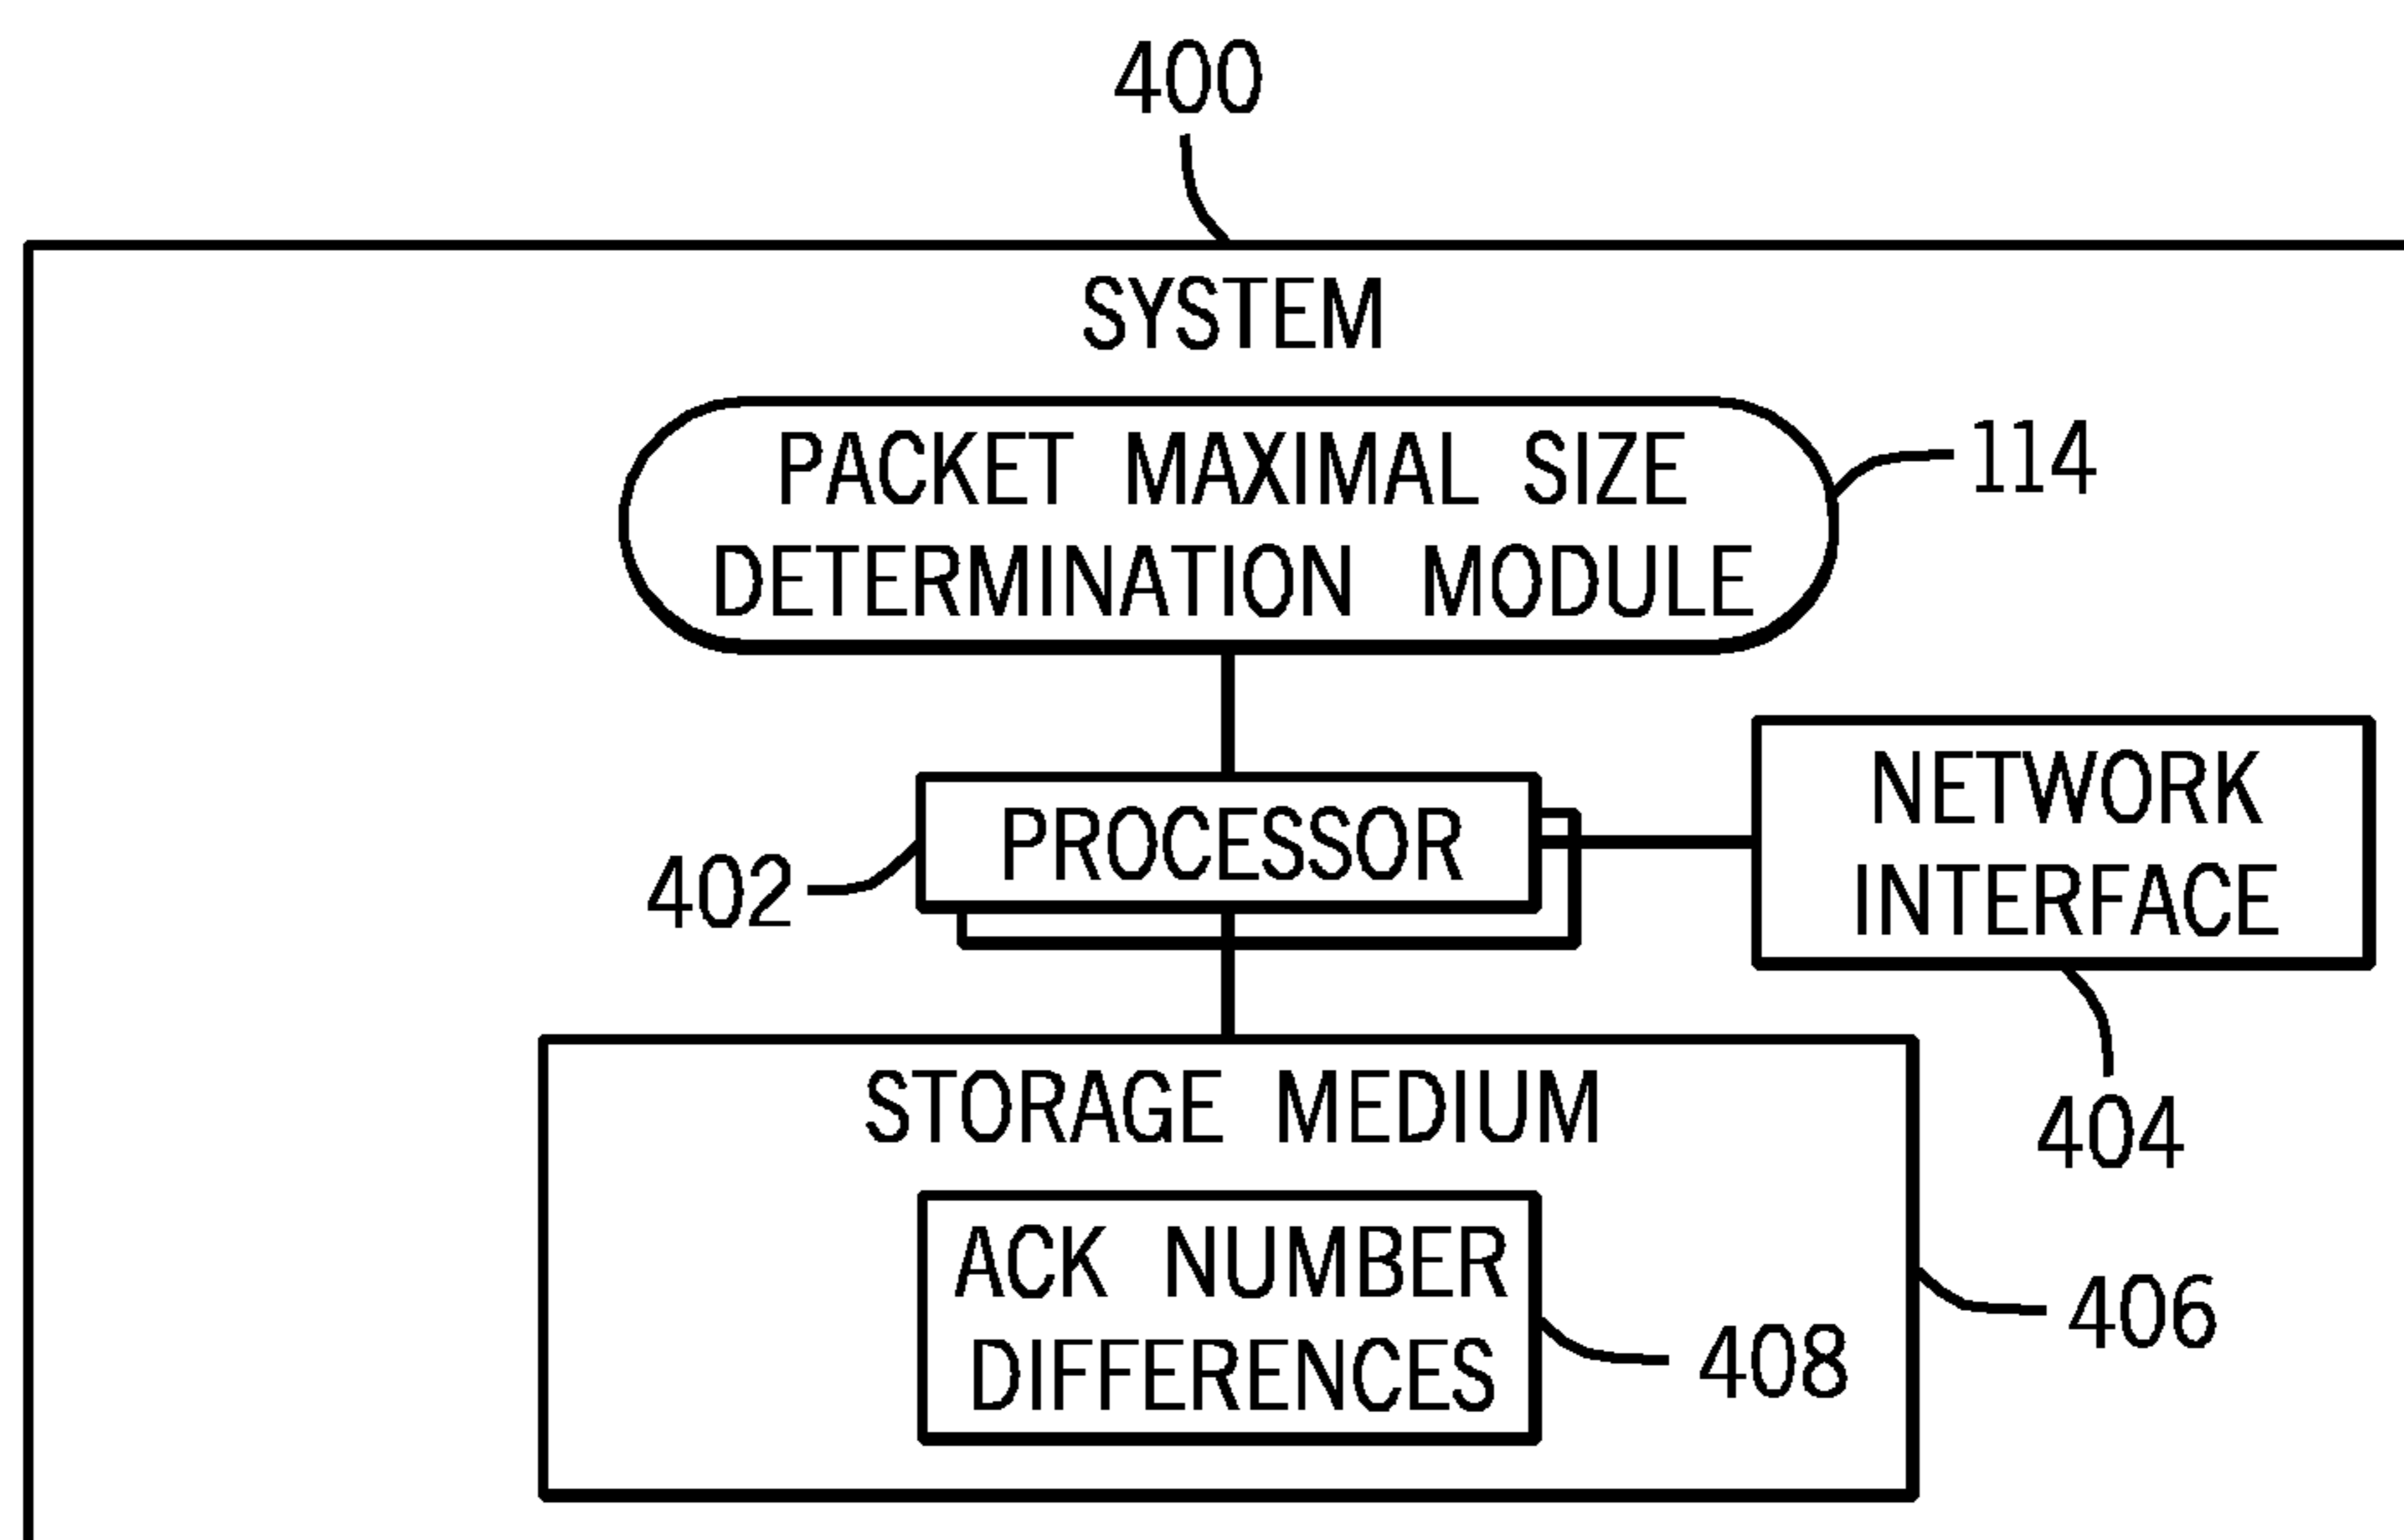 400
SYSTEM
PACKET MAXIMAL SIZE
DETERMINATION MODULE
114
PROCESSOR
402
NETWORK
INTERFACE
404
STORAGE MEDIUM
ACK NUMBER
DIFFERENCES
408
406